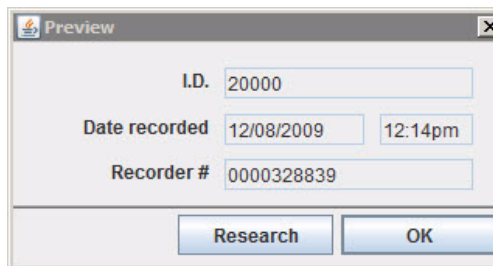 Preview
I.D. 20000
Date recorded 12/08/2009 12:14pm
Recorder # 0000328839
Research OK